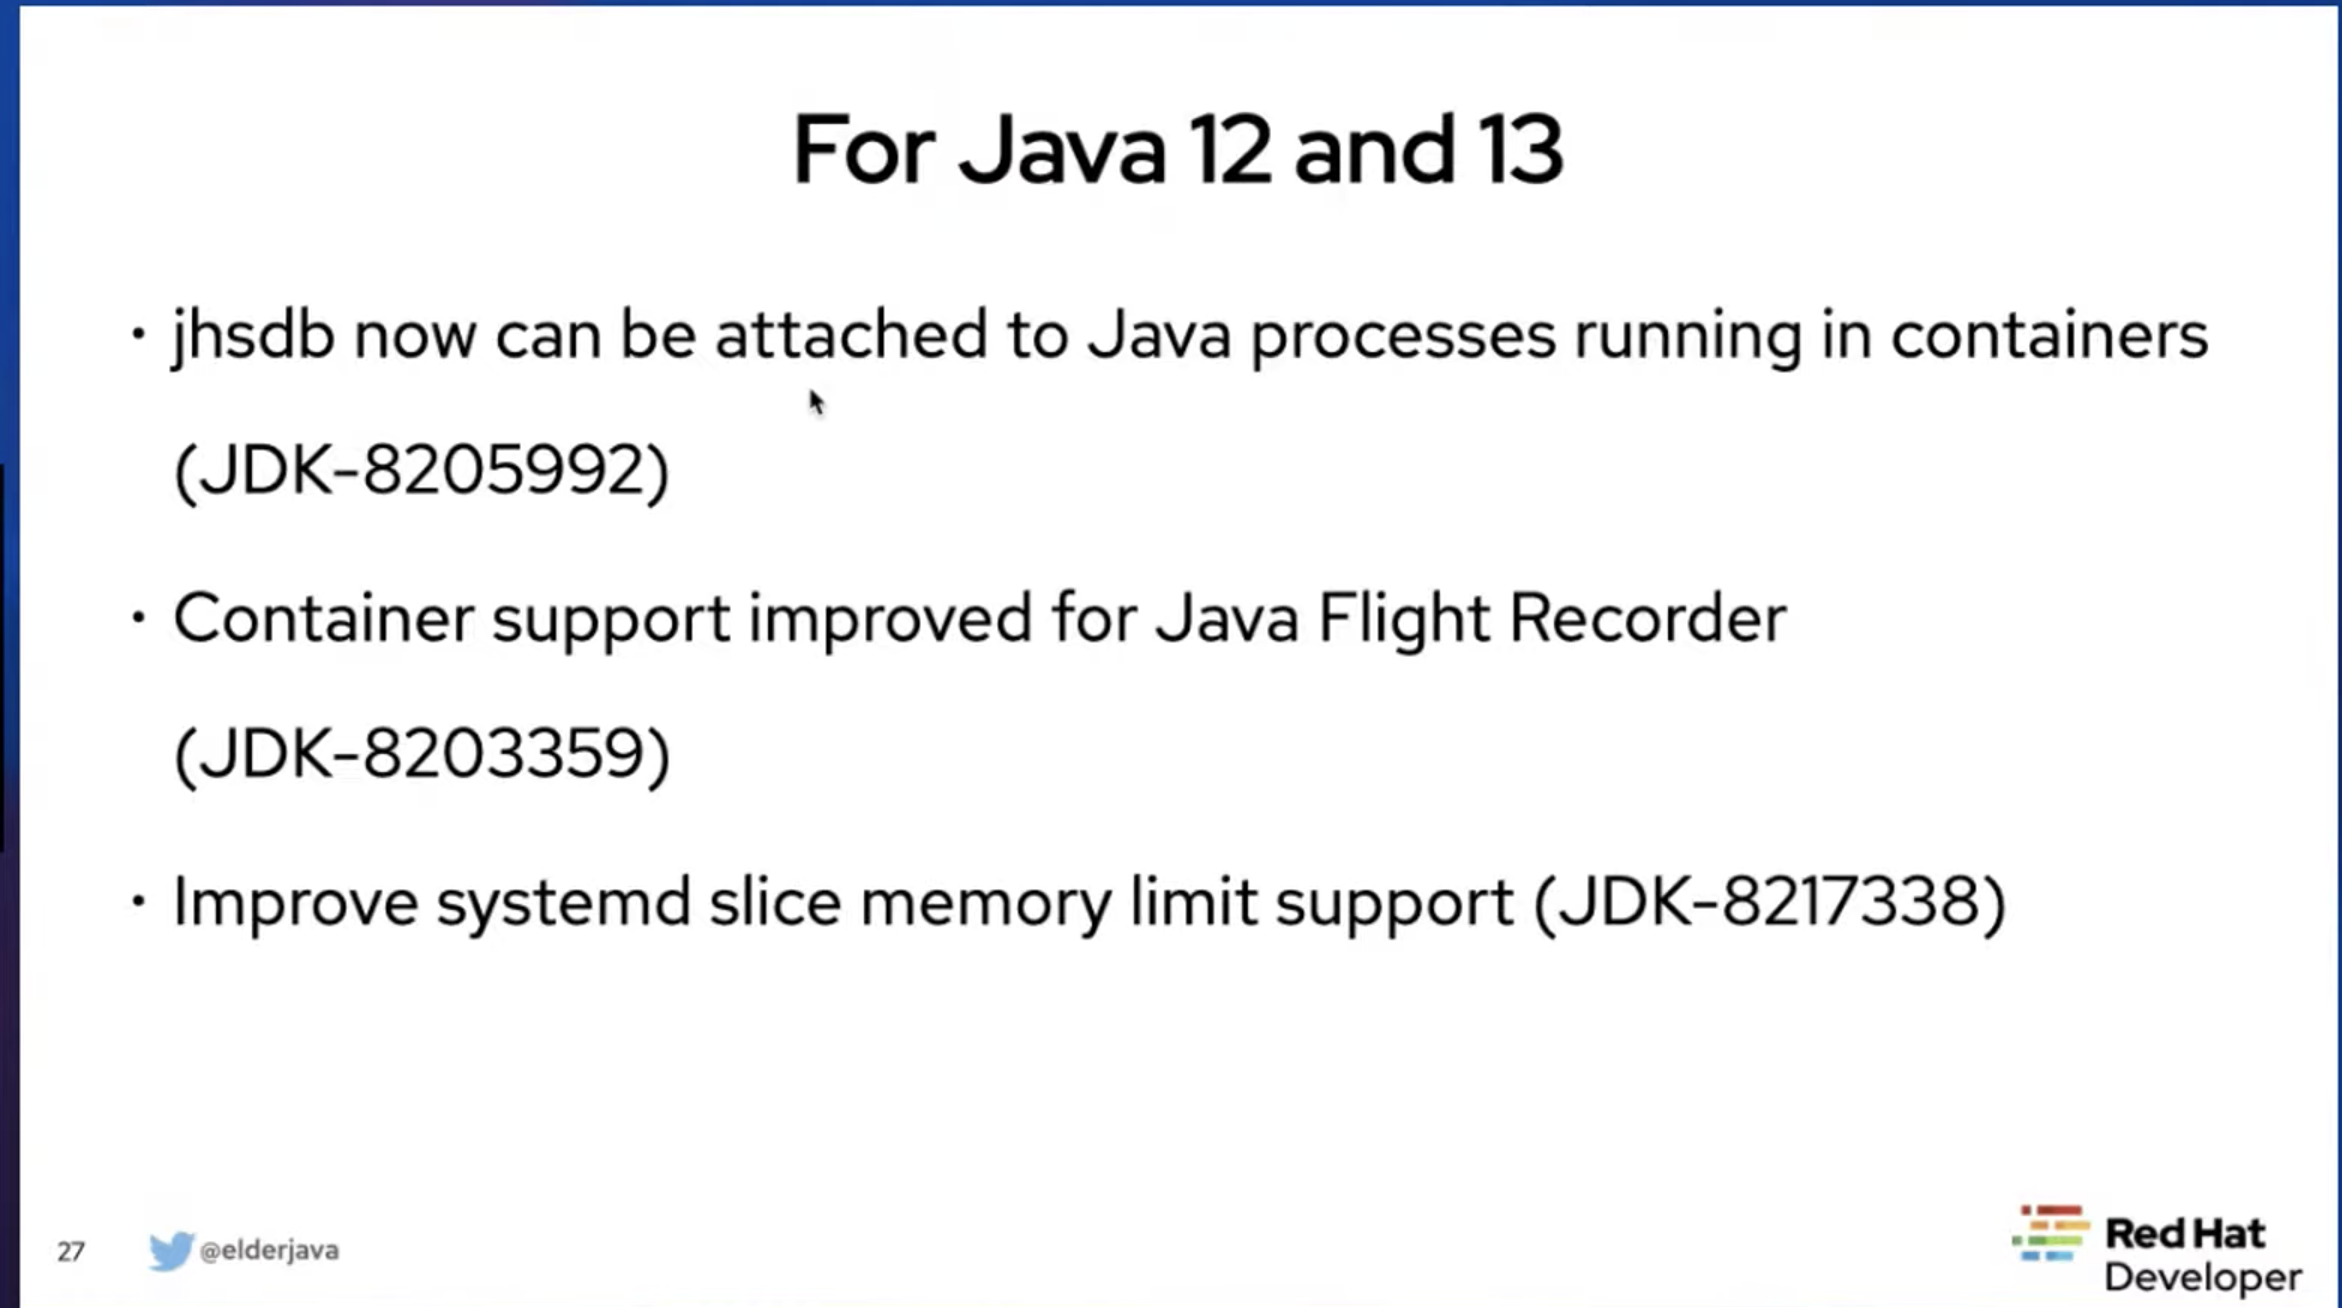 For Java 12 and 13
· jhsdb now can be attached to Java processes running in containers
(JDK-8205992)
· Container support improved for Java Flight Recorder
(JDK-8203359)
· Improve systemd slice memory limit support (JDK-8217338)
27
@elderjava
Red Hat
Developer